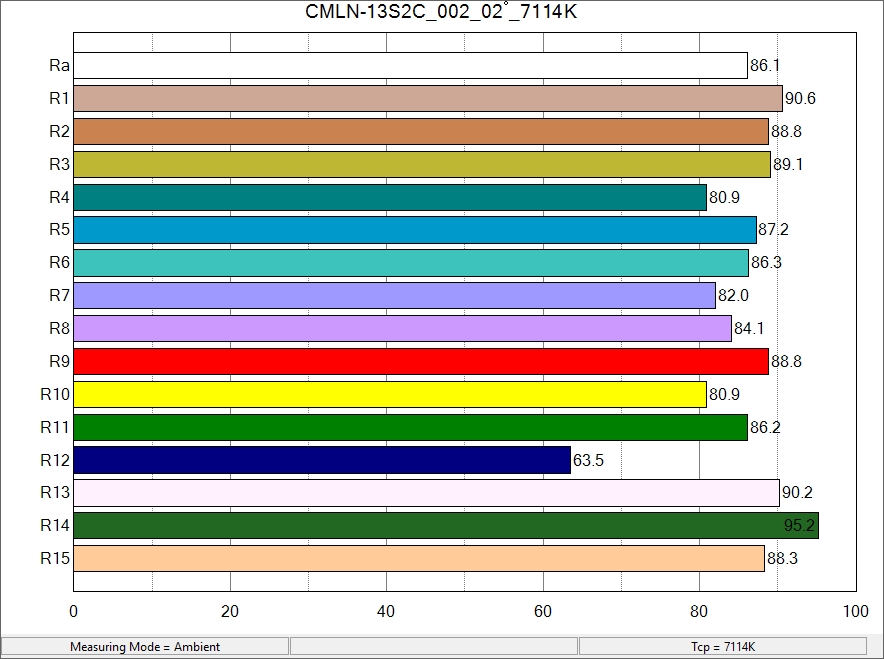 CMLN-13S2C_002_02°_7114K
Ra 86.1
R1 90.6
R2 88.8
R3 89.1
R4 80.9
R5 87.2
R6 86.3
R7 82.0
R8 84.1
R9 88.8
R10 80.9
R11 86.2
R12 63.5
R13 90.2
R14 95.2
R15 88.3
0 20 40 60 80 100
Measuring Mode = Ambient Tcp = 7114K